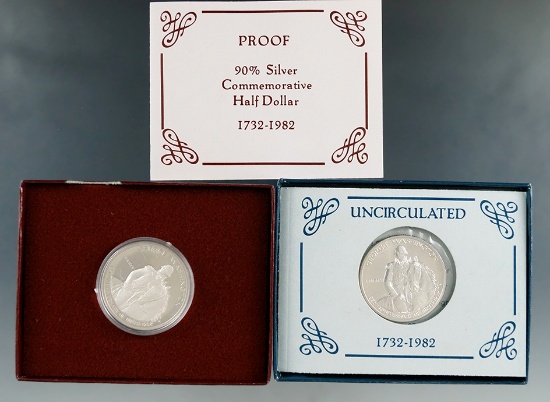 PROOF
90% Silver
Commemorative
Half Dollar
1732-1982
UNCIRCULATED
1732-1982